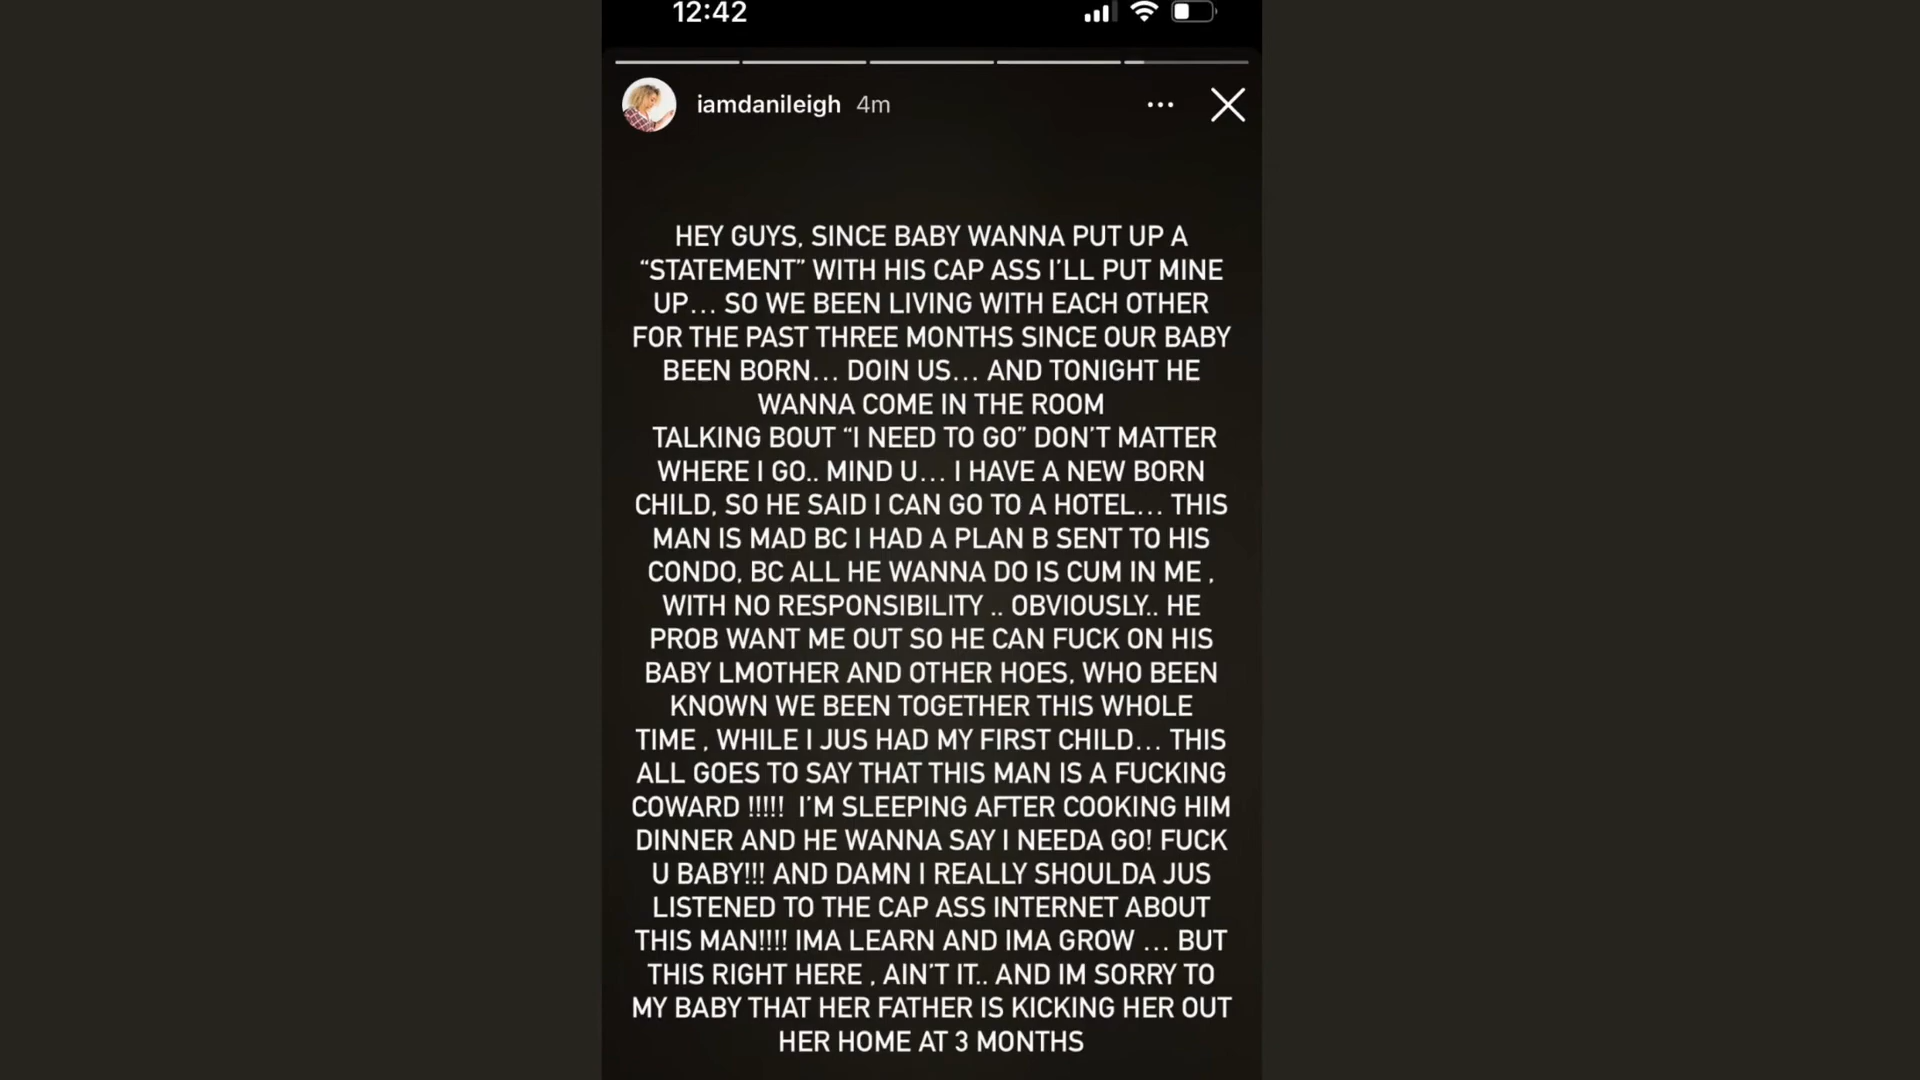 12:42
iamdanileigh 4m
HEY GUYS, SINCE BABY WANNA PUT UP A
“STATEMENT” WITH HIS CAP ASS I’LL PUT MINE
UP... SO WE BEEN LIVING WITH EACH OTHER
FOR THE PAST THREE MONTHS SINCE OUR BABY
BEEN BORN... DOIN US... AND TONIGHT HE
WANNA COME IN THE ROOM
TALKING BOUT “I NEED TO GO” DON’T MATTER
WHERE I GO.. MIND U... I HAVE A NEW BORN
CHILD, SO HE SAID I CAN GO TO A HOTEL... THIS
MAN IS MAD BC I HAD A PLAN B SENT TO HIS
CONDO, BC ALL HE WANNA DO IS CUM IN ME ,
WITH NO RESPONSIBILITY .. OBVIOUSLY.. HE
PROB WANT ME OUT SO HE CAN FUCK ON HIS
BABY LMOTHER AND OTHER HOES, WHO BEEN
KNOWN WE BEEN TOGETHER THIS WHOLE
TIME , WHILE I JUS HAD MY FIRST CHILD... THIS
ALL GOES TO SAY THAT THIS MAN IS A FUCKING
COWARD !!!!! I’M SLEEPING AFTER COOKING HIM
DINNER AND HE WANNA SAY I NEEDA GO! FUCK
U BABY!!! AND DAMN I REALLY SHOULDA JUS
LISTENED TO THE CAP ASS INTERNET ABOUT
THIS MAN!!!! IMA LEARN AND IMA GROW ... BUT
THIS RIGHT HERE , AIN’T IT.. AND IM SORRY TO
MY BABY THAT HER FATHER IS KICKING HER OUT
HER HOME AT 3 MONTHS